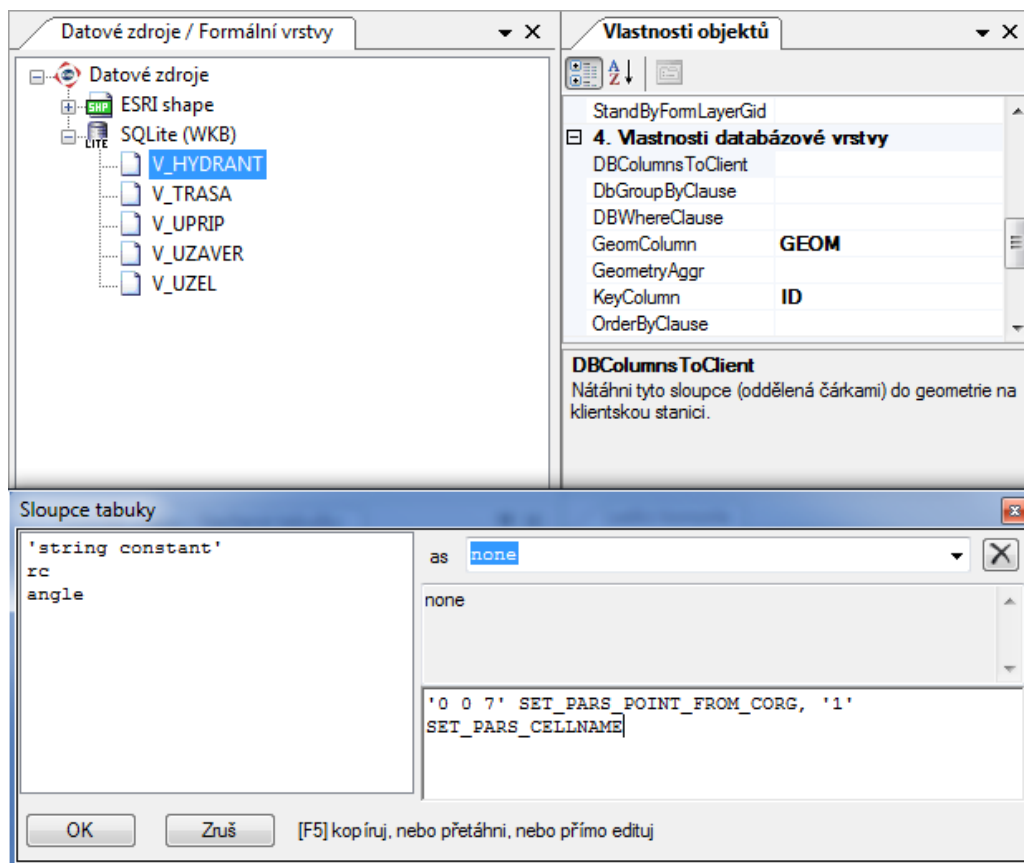 Datové zdroje / Formální vrstvy
Datové zdroje
SHP ESRI shape
LITE SQLite (WKB)
V_HYDRANT
V_TRASA
V_UPRIP
V_UZAVER
V_UZEL
Vlastnosti objektů
StandByFormLayerGid
4. Vlastnosti databázové vrstvy
DBColumnsToClient
DbGroupByClause
DBWhereClause
GeomColumn GEOM
GeometryAggr
KeyColumn ID
OrderByClause
DBColumnsToClient
Nátáhni tyto sloupce (oddělená čárkami) do geometrie na
klientskou stanici.
Sloupce tabuky
'string constant'
rc
angle
as none
none
'0 0 7' SET_PARS_POINT_FROM_CORG, '1'
SET_PARS_CELLNAME
OK Zruš [F5] kopíruj, nebo přetáhni, nebo přímo edituj